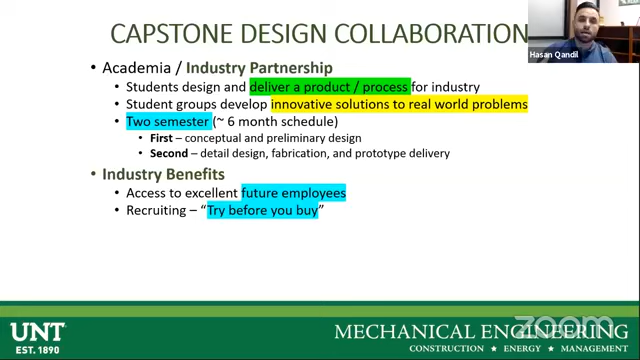 CAPSTONE DESIGN COLLABORATION
Hasan Qandil
• Academia / Industry Partnership
• Students design and deliver a product / process for industry
• Student groups develop innovative solutions to real world problems
• Two semester (~ 6 month schedule)
• First – conceptual and preliminary design
• Second – detail design, fabrication, and prototype delivery
• Industry Benefits
• Access to excellent future employees
• Recruiting – “Try before you buy”
UNT
EST. 1890
MECHANICAL ENGINEERING
CONSTRUCTION ★ ENERGY ★ MANAGEMENT
zoom